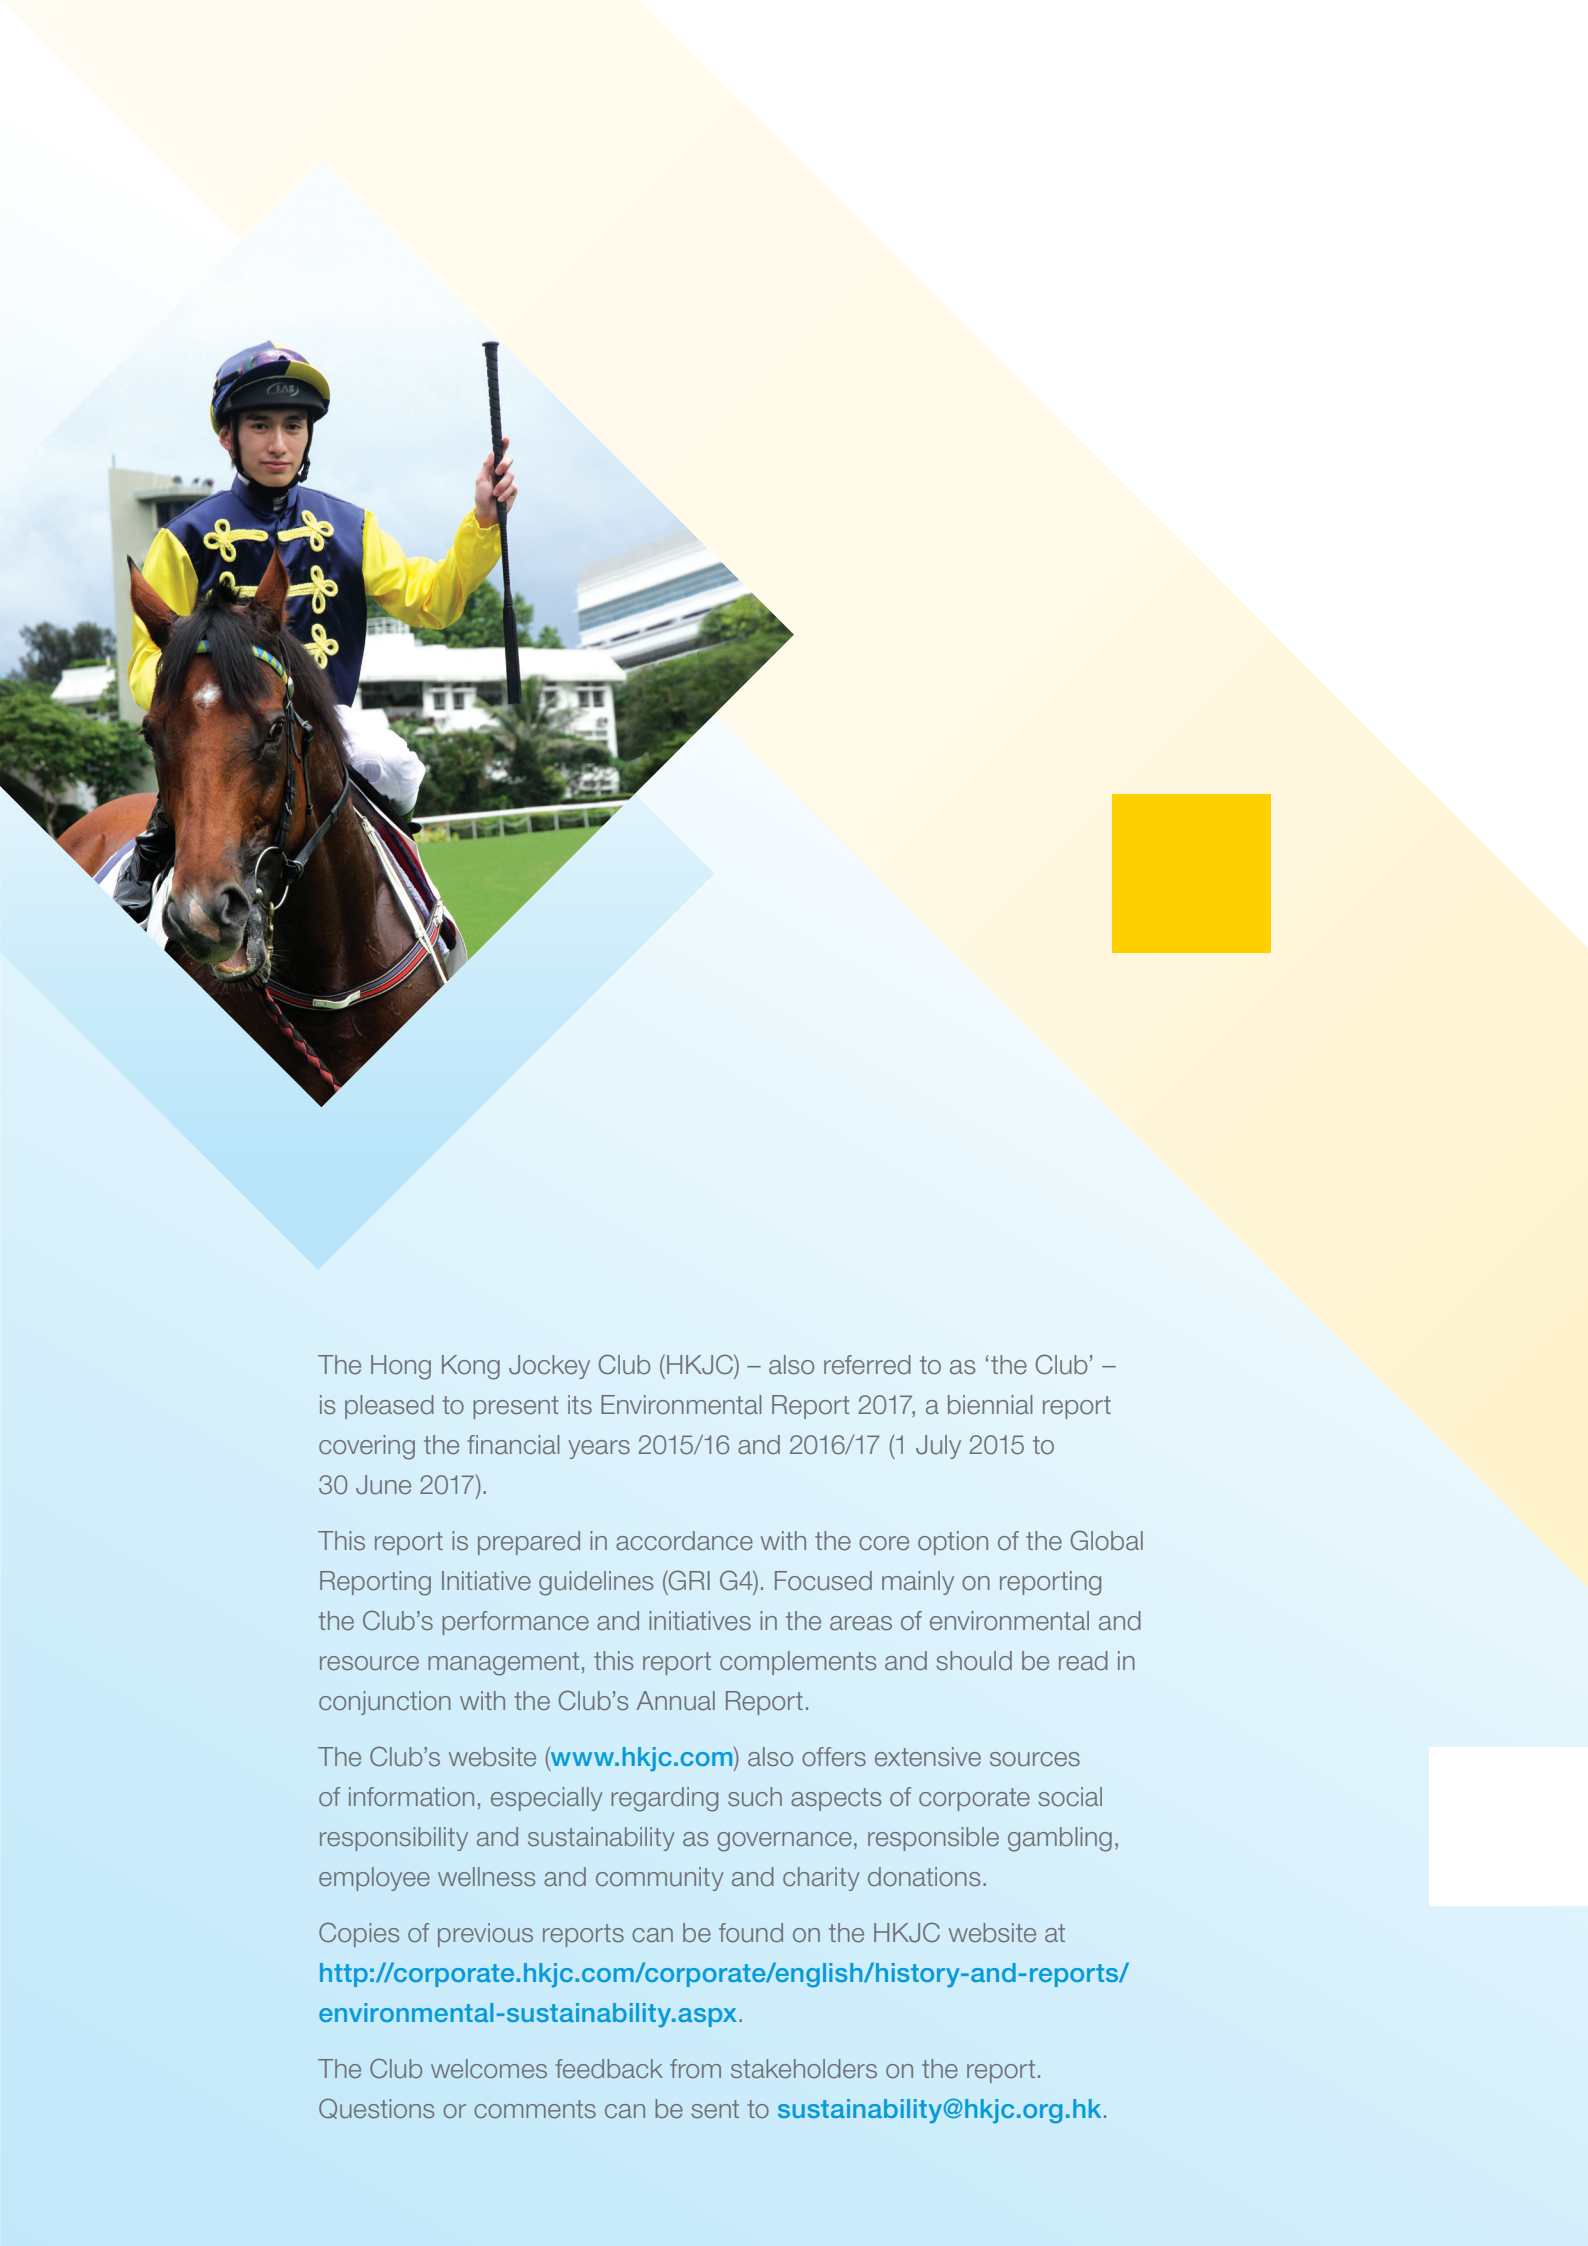 LAS
The Hong Kong Jockey Club (HKJC) – also referred to as ‘the Club’ –
is pleased to present its Environmental Report 2017, a biennial report
covering the financial years 2015/16 and 2016/17 (1 July 2015 to
30 June 2017).
This report is prepared in accordance with the core option of the Global
Reporting Initiative guidelines (GRI G4). Focused mainly on reporting
the Club’s performance and initiatives in the areas of environmental and
resource management, this report complements and should be read in
conjunction with the Club’s Annual Report.
The Club’s website (www.hkjc.com) also offers extensive sources
of information, especially regarding such aspects of corporate social
responsibility and sustainability as governance, responsible gambling,
employee wellness and community and charity donations.
Copies of previous reports can be found on the HKJC website at
http://corporate.hkjc.com/corporate/english/history-and-reports/
environmental-sustainability.aspx.
The Club welcomes feedback from stakeholders on the report.
Questions or comments can be sent to sustainability@hkjc.org.hk.